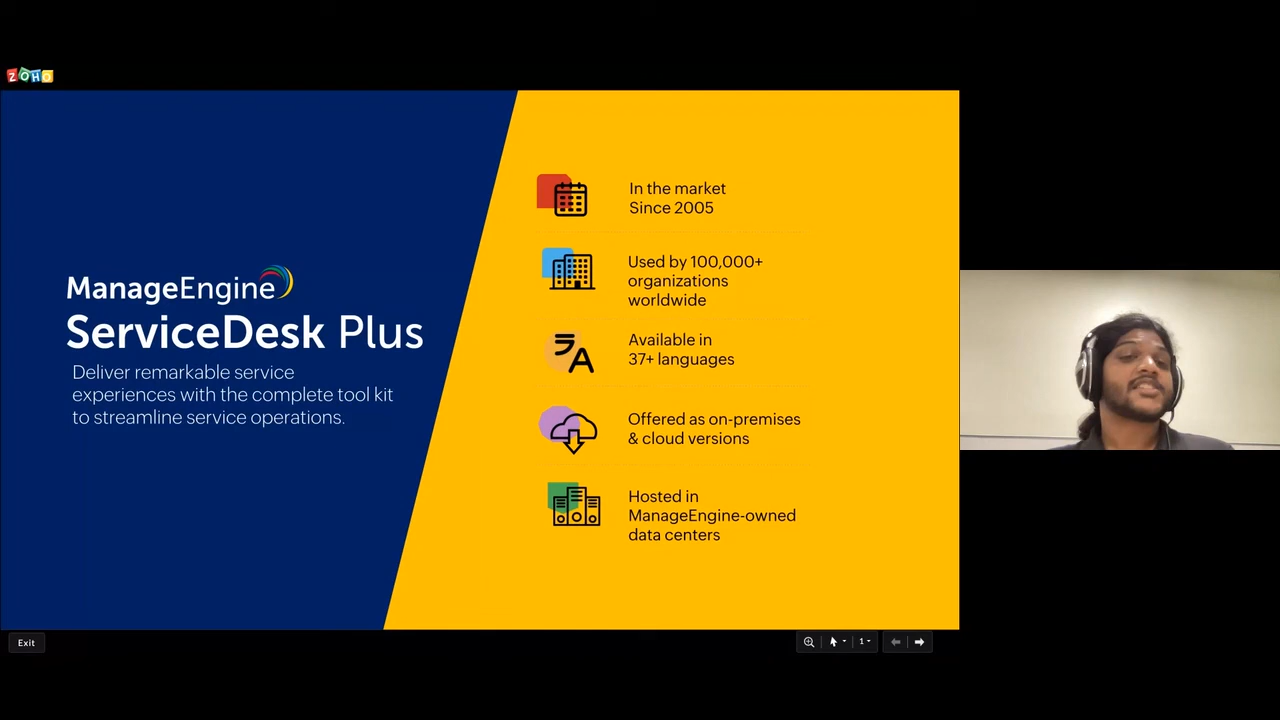 ZOHO
ManageEngine
ServiceDesk Plus
Deliver remarkable service
experiences with the complete tool kit
to streamline service operations.
In the market
Since 2005
Used by 100,000+
organizations
worldwide
Available in
37+ languages
Offered as on-premises
& cloud versions
Hosted in
ManageEngine-owned
data centers
Exit
1